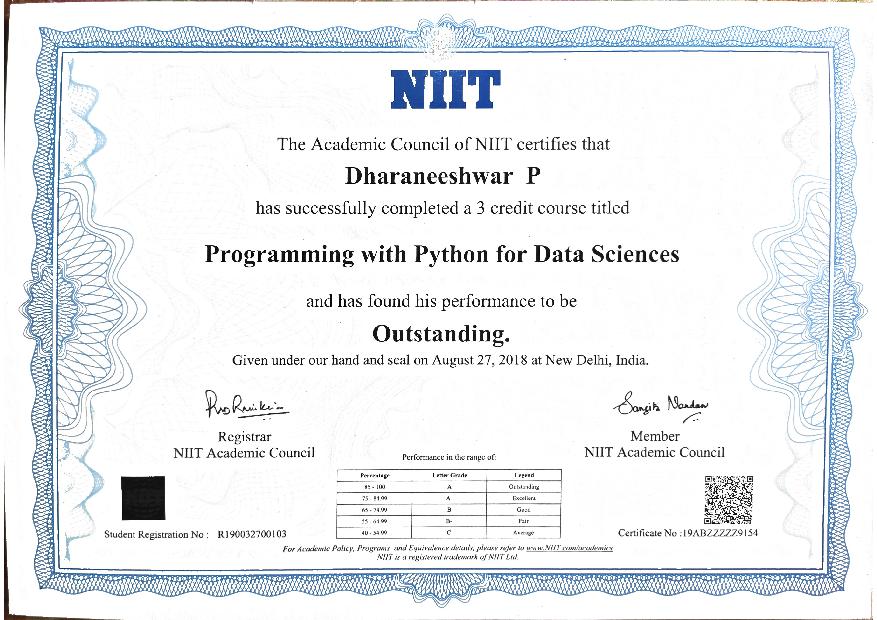 NIIT
The Academic Council of NIIT certifies that
Dharaneeshwar P
has successfully completed a 3 credit course titled
Programming with Python for Data Sciences
and has found his performance to be
Outstanding.
Given under our hand and seal on August 27, 2018 at New Delhi, India.
Sangita Nandan
Registrar
NIIT Academic Council
Member
NIIT Academic Council
Performance in the range of:
Percentage Letter Grade Legend
85 - 100 A Outstanding
75 - 84.99 A- Excellent
65 - 74.99 B Good
55 - 64.99 B- Fair
40 - 54.99 C Average
Student Registration No : R190032700103
Certificate No :19ABZZZZZ9154
For Academic Policy, Programs and Equivalence details, please refer to www.NIIT.com/academics
NIIT is a registered trademark of NIIT Ltd.